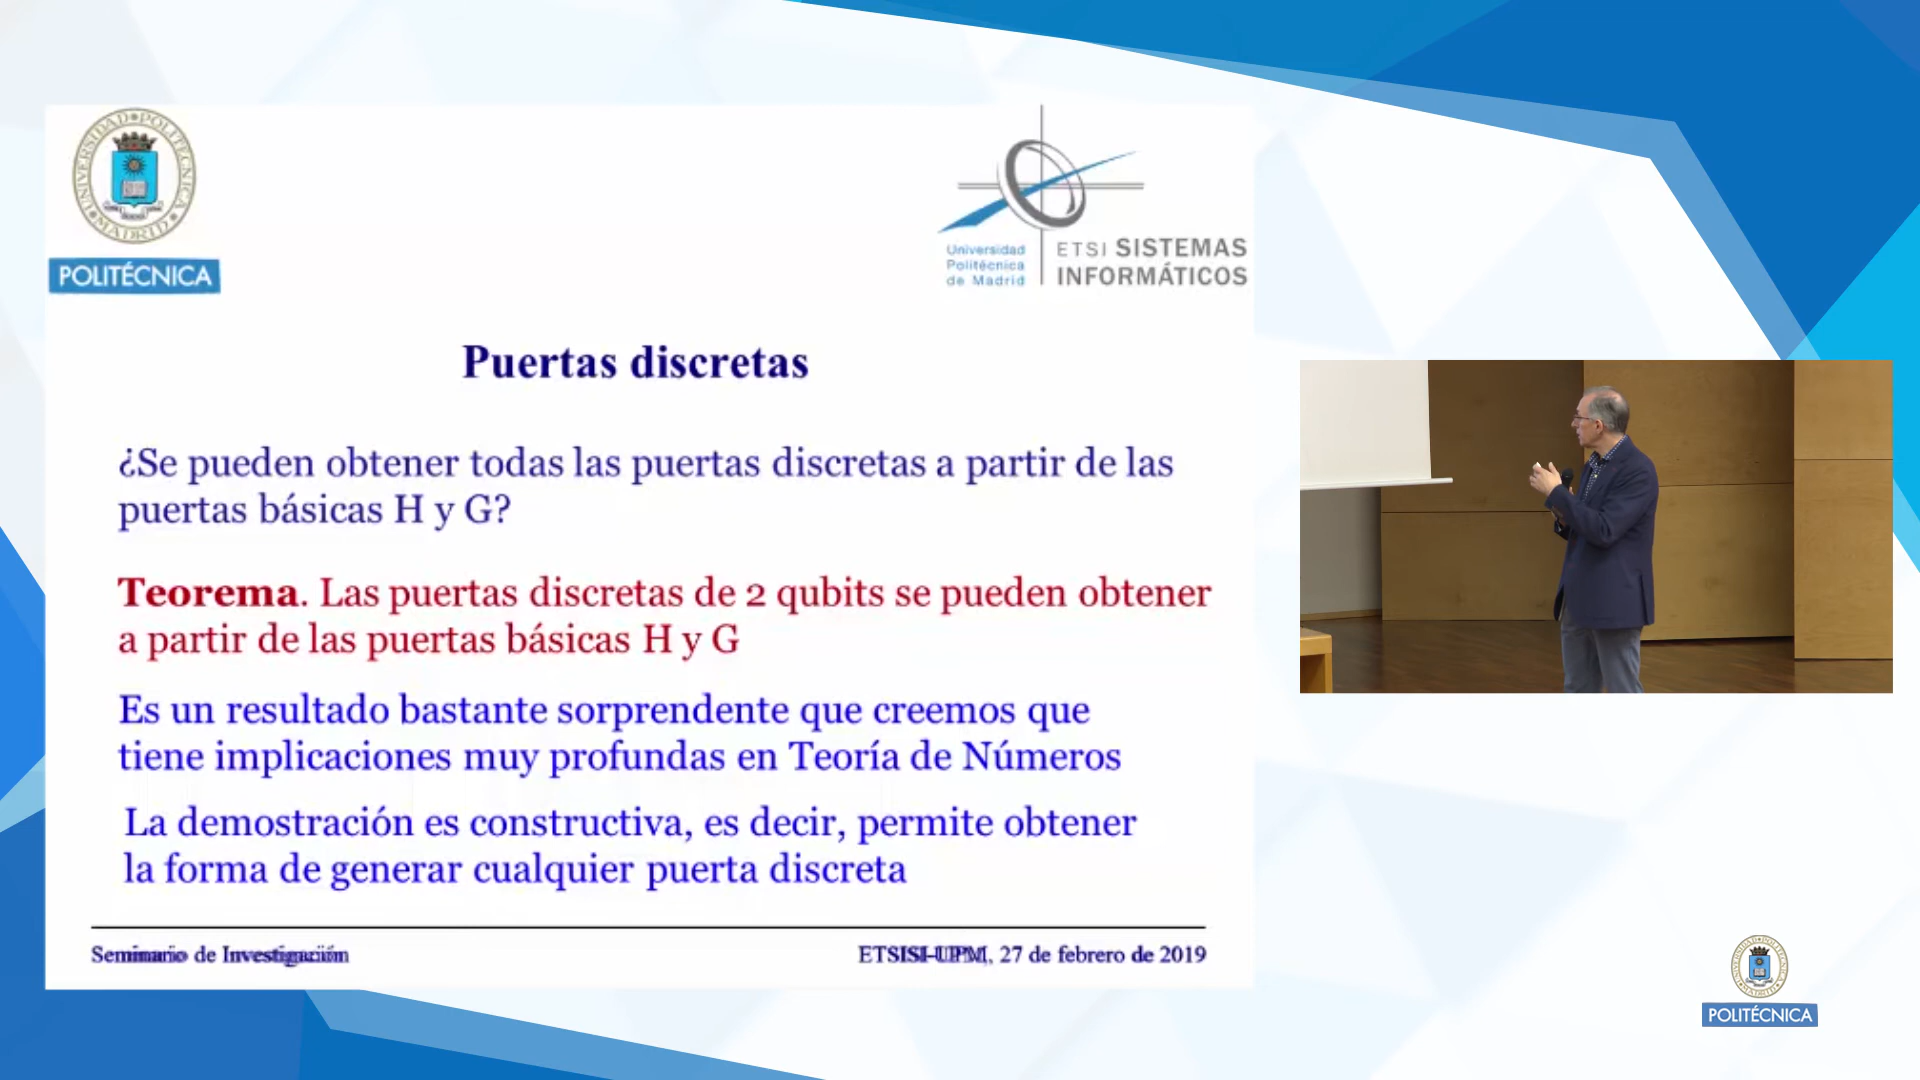 UNIVERSIDAD POLITÉCNICA
MADRID
POLITÉCNICA
Universidad
Politécnica
de Madrid
ETSI SISTEMAS
INFORMÁTICOS
Puertas discretas
¿Se pueden obtener todas las puertas discretas a partir de las
puertas básicas H y G?
Teorema. Las puertas discretas de 2 qubits se pueden obtener
a partir de las puertas básicas H y G
Es un resultado bastante sorprendente que creemos que
tiene implicaciones muy profundas en Teoría de Números
La demostración es constructiva, es decir, permite obtener
la forma de generar cualquier puerta discreta
Seminario de Investigación
ETSISI-UPM, 27 de febrero de 2019
POLITÉCNICA